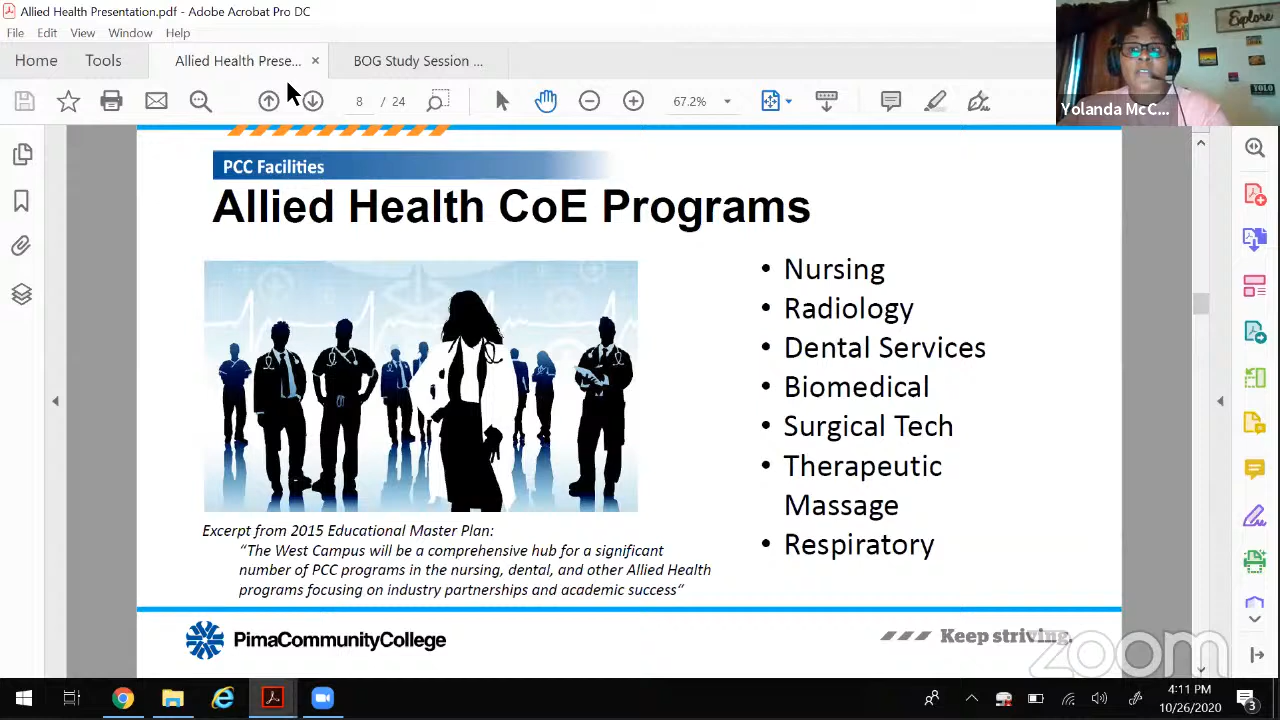 Allied Health Presentation.pdf - Adobe Acrobat Pro DC
File Edit View Window Help
Home Tools Allied Health Prese... × BOG Study Session ...
8 / 24 67.2%
Explore
YOLO
Yolanda McC...
PCC Facilities
Allied Health CoE Programs
• Nursing
• Radiology
• Dental Services
• Biomedical
• Surgical Tech
• Therapeutic
Massage
• Respiratory
Excerpt from 2015 Educational Master Plan:
“The West Campus will be a comprehensive hub for a significant
number of PCC programs in the nursing, dental, and other Allied Health
programs focusing on industry partnerships and academic success“
PimaCommunityCollege
Keep striving.
zoom
4:11 PM
10/26/2020
3